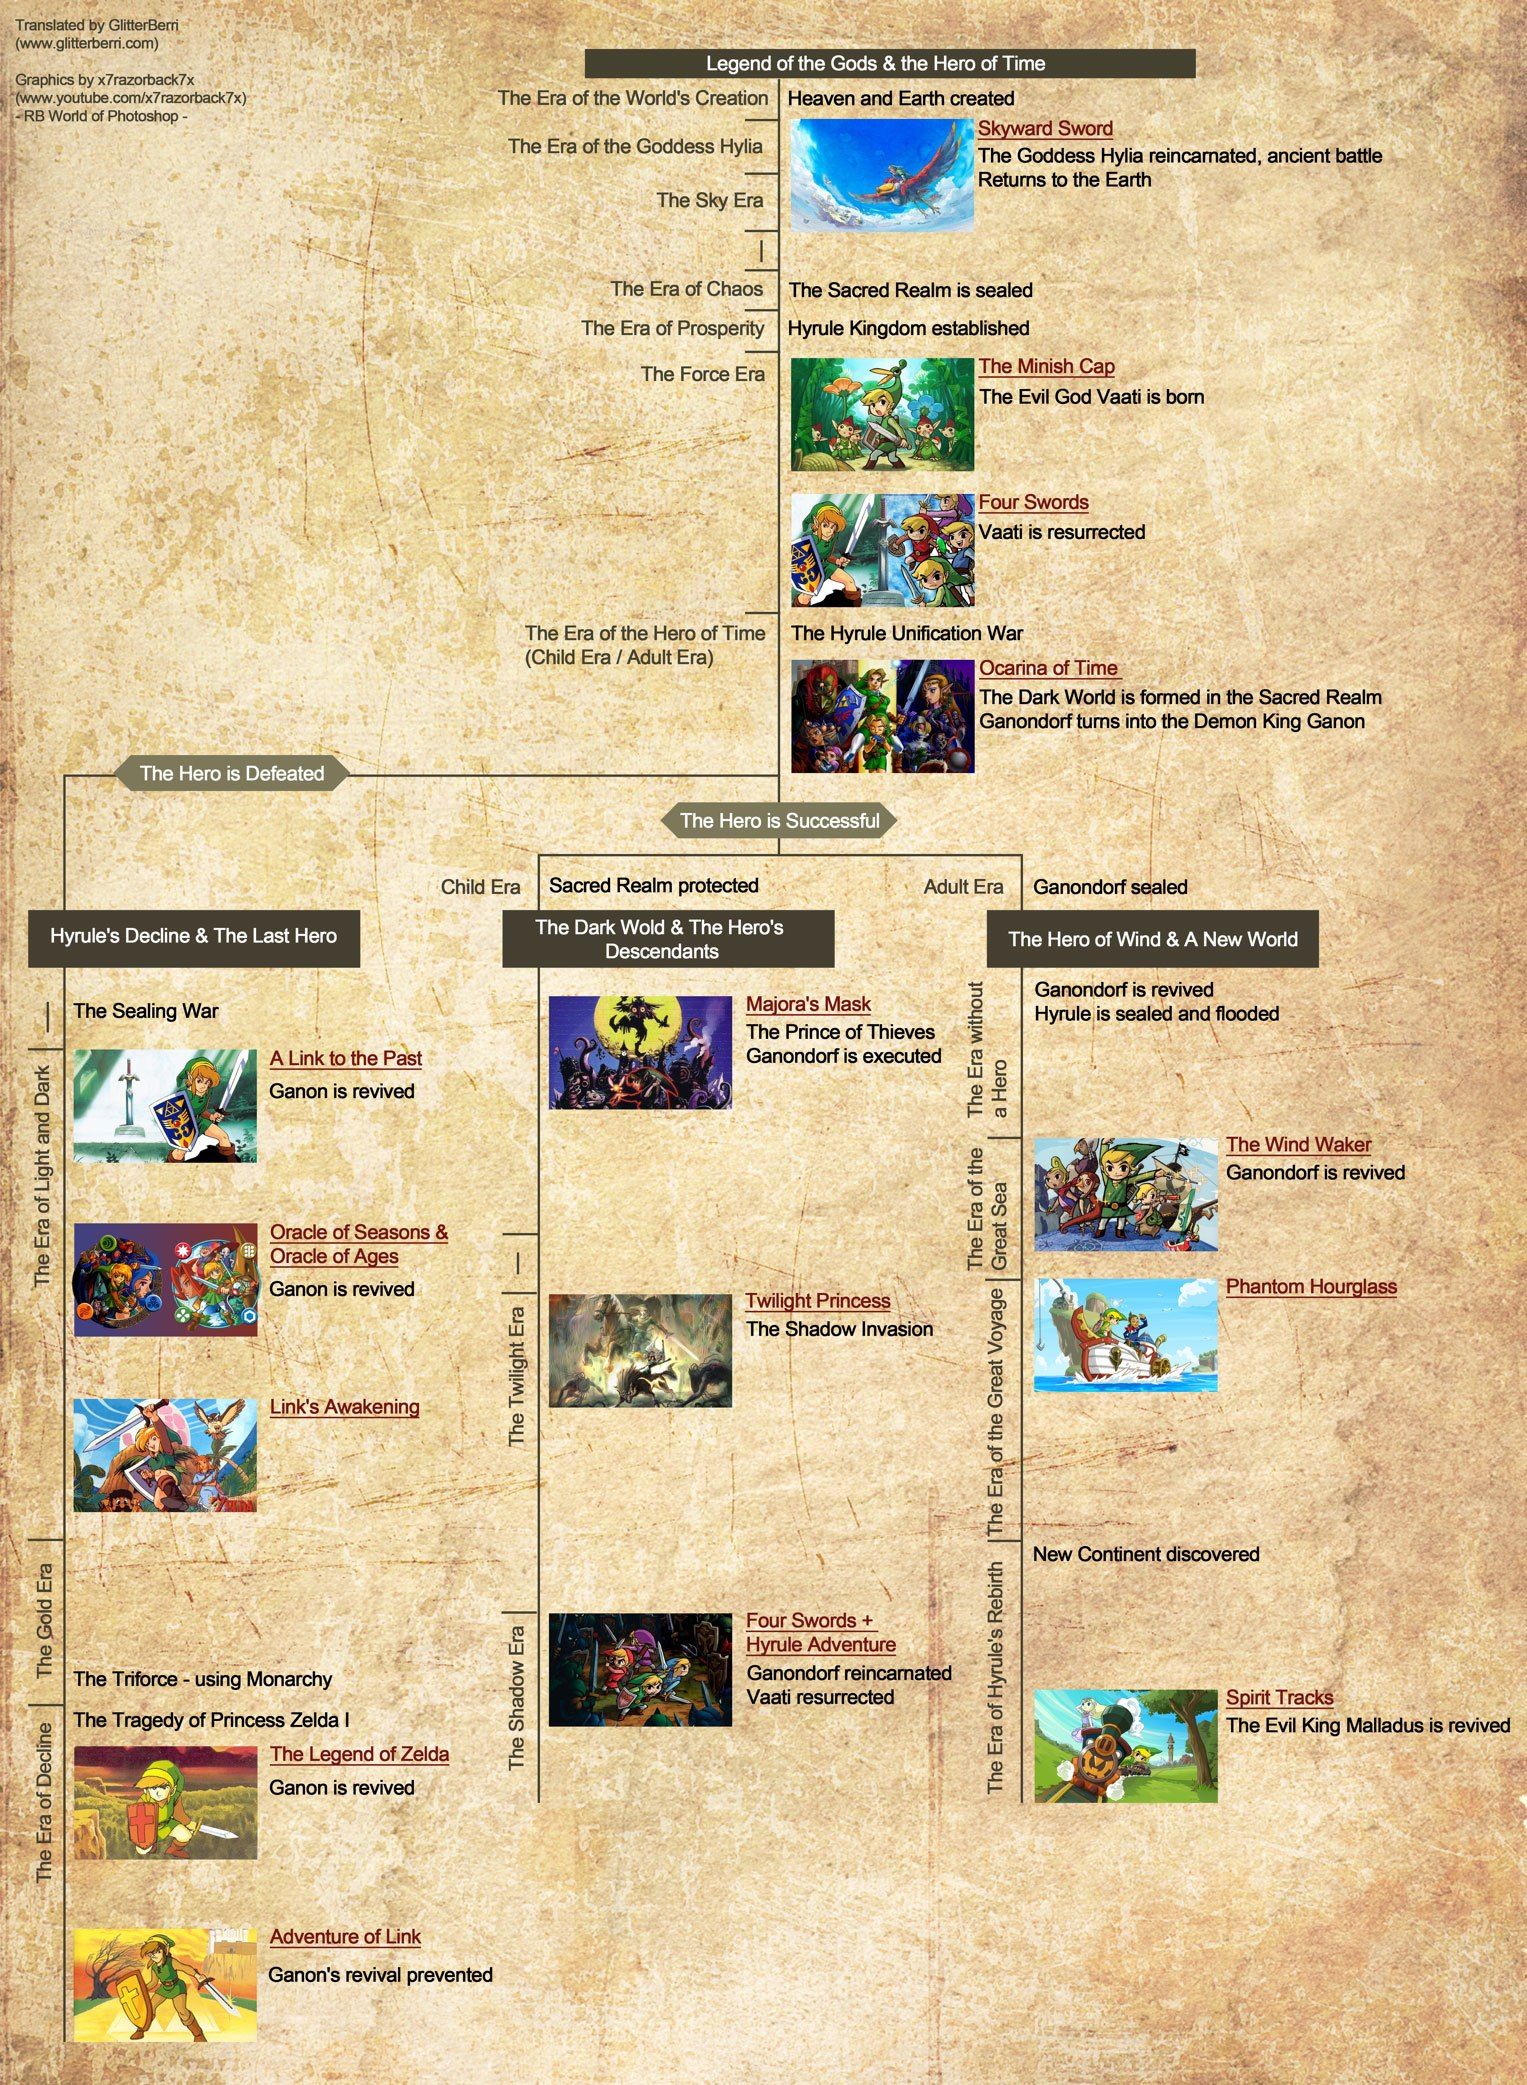 Translated by GlitterBerri
(www.glitterberri.com)
Graphics by x7razorback7x
(www.youtube.com/x7razorback7x)
- RB World of Photoshop -
Legend of the Gods & the Hero of Time
The Era of the World's Creation
Heaven and Earth created
The Era of the Goddess Hylia
Skyward Sword
The Goddess Hylia reincarnated, ancient battle
Returns to the Earth
The Sky Era
The Era of Chaos
The Sacred Realm is sealed
The Era of Prosperity
Hyrule Kingdom established
The Force Era
The Minish Cap
The Evil God Vaati is born
Four Swords
Vaati is resurrected
The Era of the Hero of Time
(Child Era / Adult Era)
The Hyrule Unification War
Ocarina of Time
The Dark World is formed in the Sacred Realm
Ganondorf turns into the Demon King Ganon
The Hero is Defeated
The Hero is Successful
Child Era
Sacred Realm protected
Adult Era
Ganondorf sealed
Hyrule's Decline & The Last Hero
The Sealing War
The Era of Light and Dark
A Link to the Past
Ganon is revived
Oracle of Seasons &
Oracle of Ages
Ganon is revived
Link's Awakening
ZELDA
The Gold Era
The Triforce - using Monarchy
The Era of Decline
The Tragedy of Princess Zelda I
The Legend of Zelda
Ganon is revived
Adventure of Link
Ganon's revival prevented
The Dark Wold & The Hero's
Descendants
Majora's Mask
The Prince of Thieves
Ganondorf is executed
The Twilight Era
Twilight Princess
The Shadow Invasion
The Shadow Era
Four Swords +
Hyrule Adventure
Ganondorf reincarnated
Vaati resurrected
The Hero of Wind & A New World
The Era without
a Hero
Ganondorf is revived
Hyrule is sealed and flooded
The Era of the
Great Sea
The Wind Waker
Ganondorf is revived
The Era of the Great Voyage
Phantom Hourglass
The Era of Hyrule's Rebirth
New Continent discovered
Spirit Tracks
The Evil King Malladus is revived